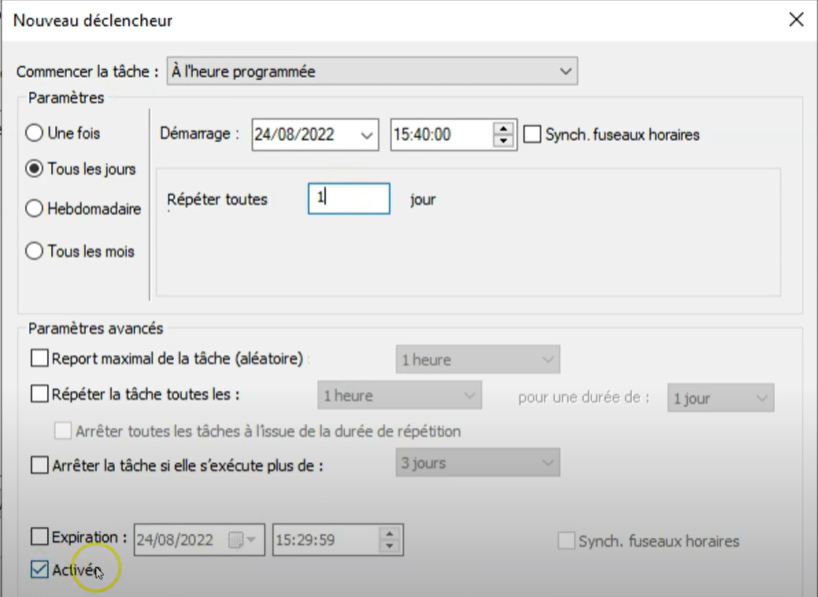 Nouveau déclencheur
Commencer la tâche : À l'heure programmée
Paramètres
Une fois
Démarrage : 24/08/2022 15:40:00 Synch. fuseaux horaires
Tous les jours
Répéter toutes 1 jour
Hebdomadaire
Tous les mois
Paramètres avancés
Report maximal de la tâche (aléatoire) : 1 heure
Répéter la tâche toutes les : 1 heure pour une durée de : 1 jour
Arrêter toutes les tâches à l'issue de la durée de répétition
Arrêter la tâche si elle s'exécute plus de : 3 jours
Expiration : 24/08/2022 15:29:59 Synch. fuseaux horaires
Activée